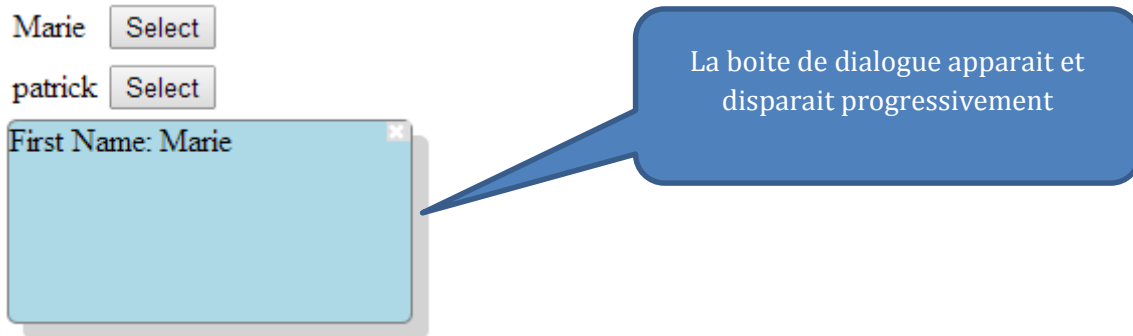 Marie Select
patrick Select
First Name: Marie
La boite de dialogue apparait et
disparait progressivement